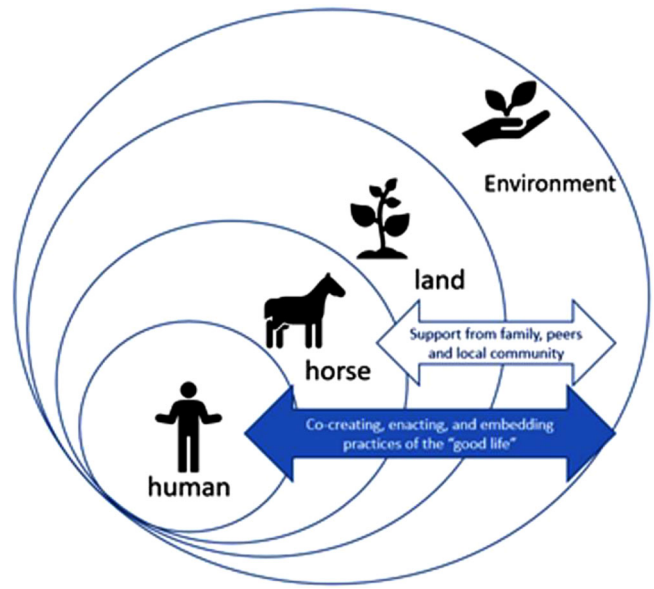 Environment
land
Support from family, peers
and local community
horse
Co-creating, enacting, and embedding
practices of the "good life"
human